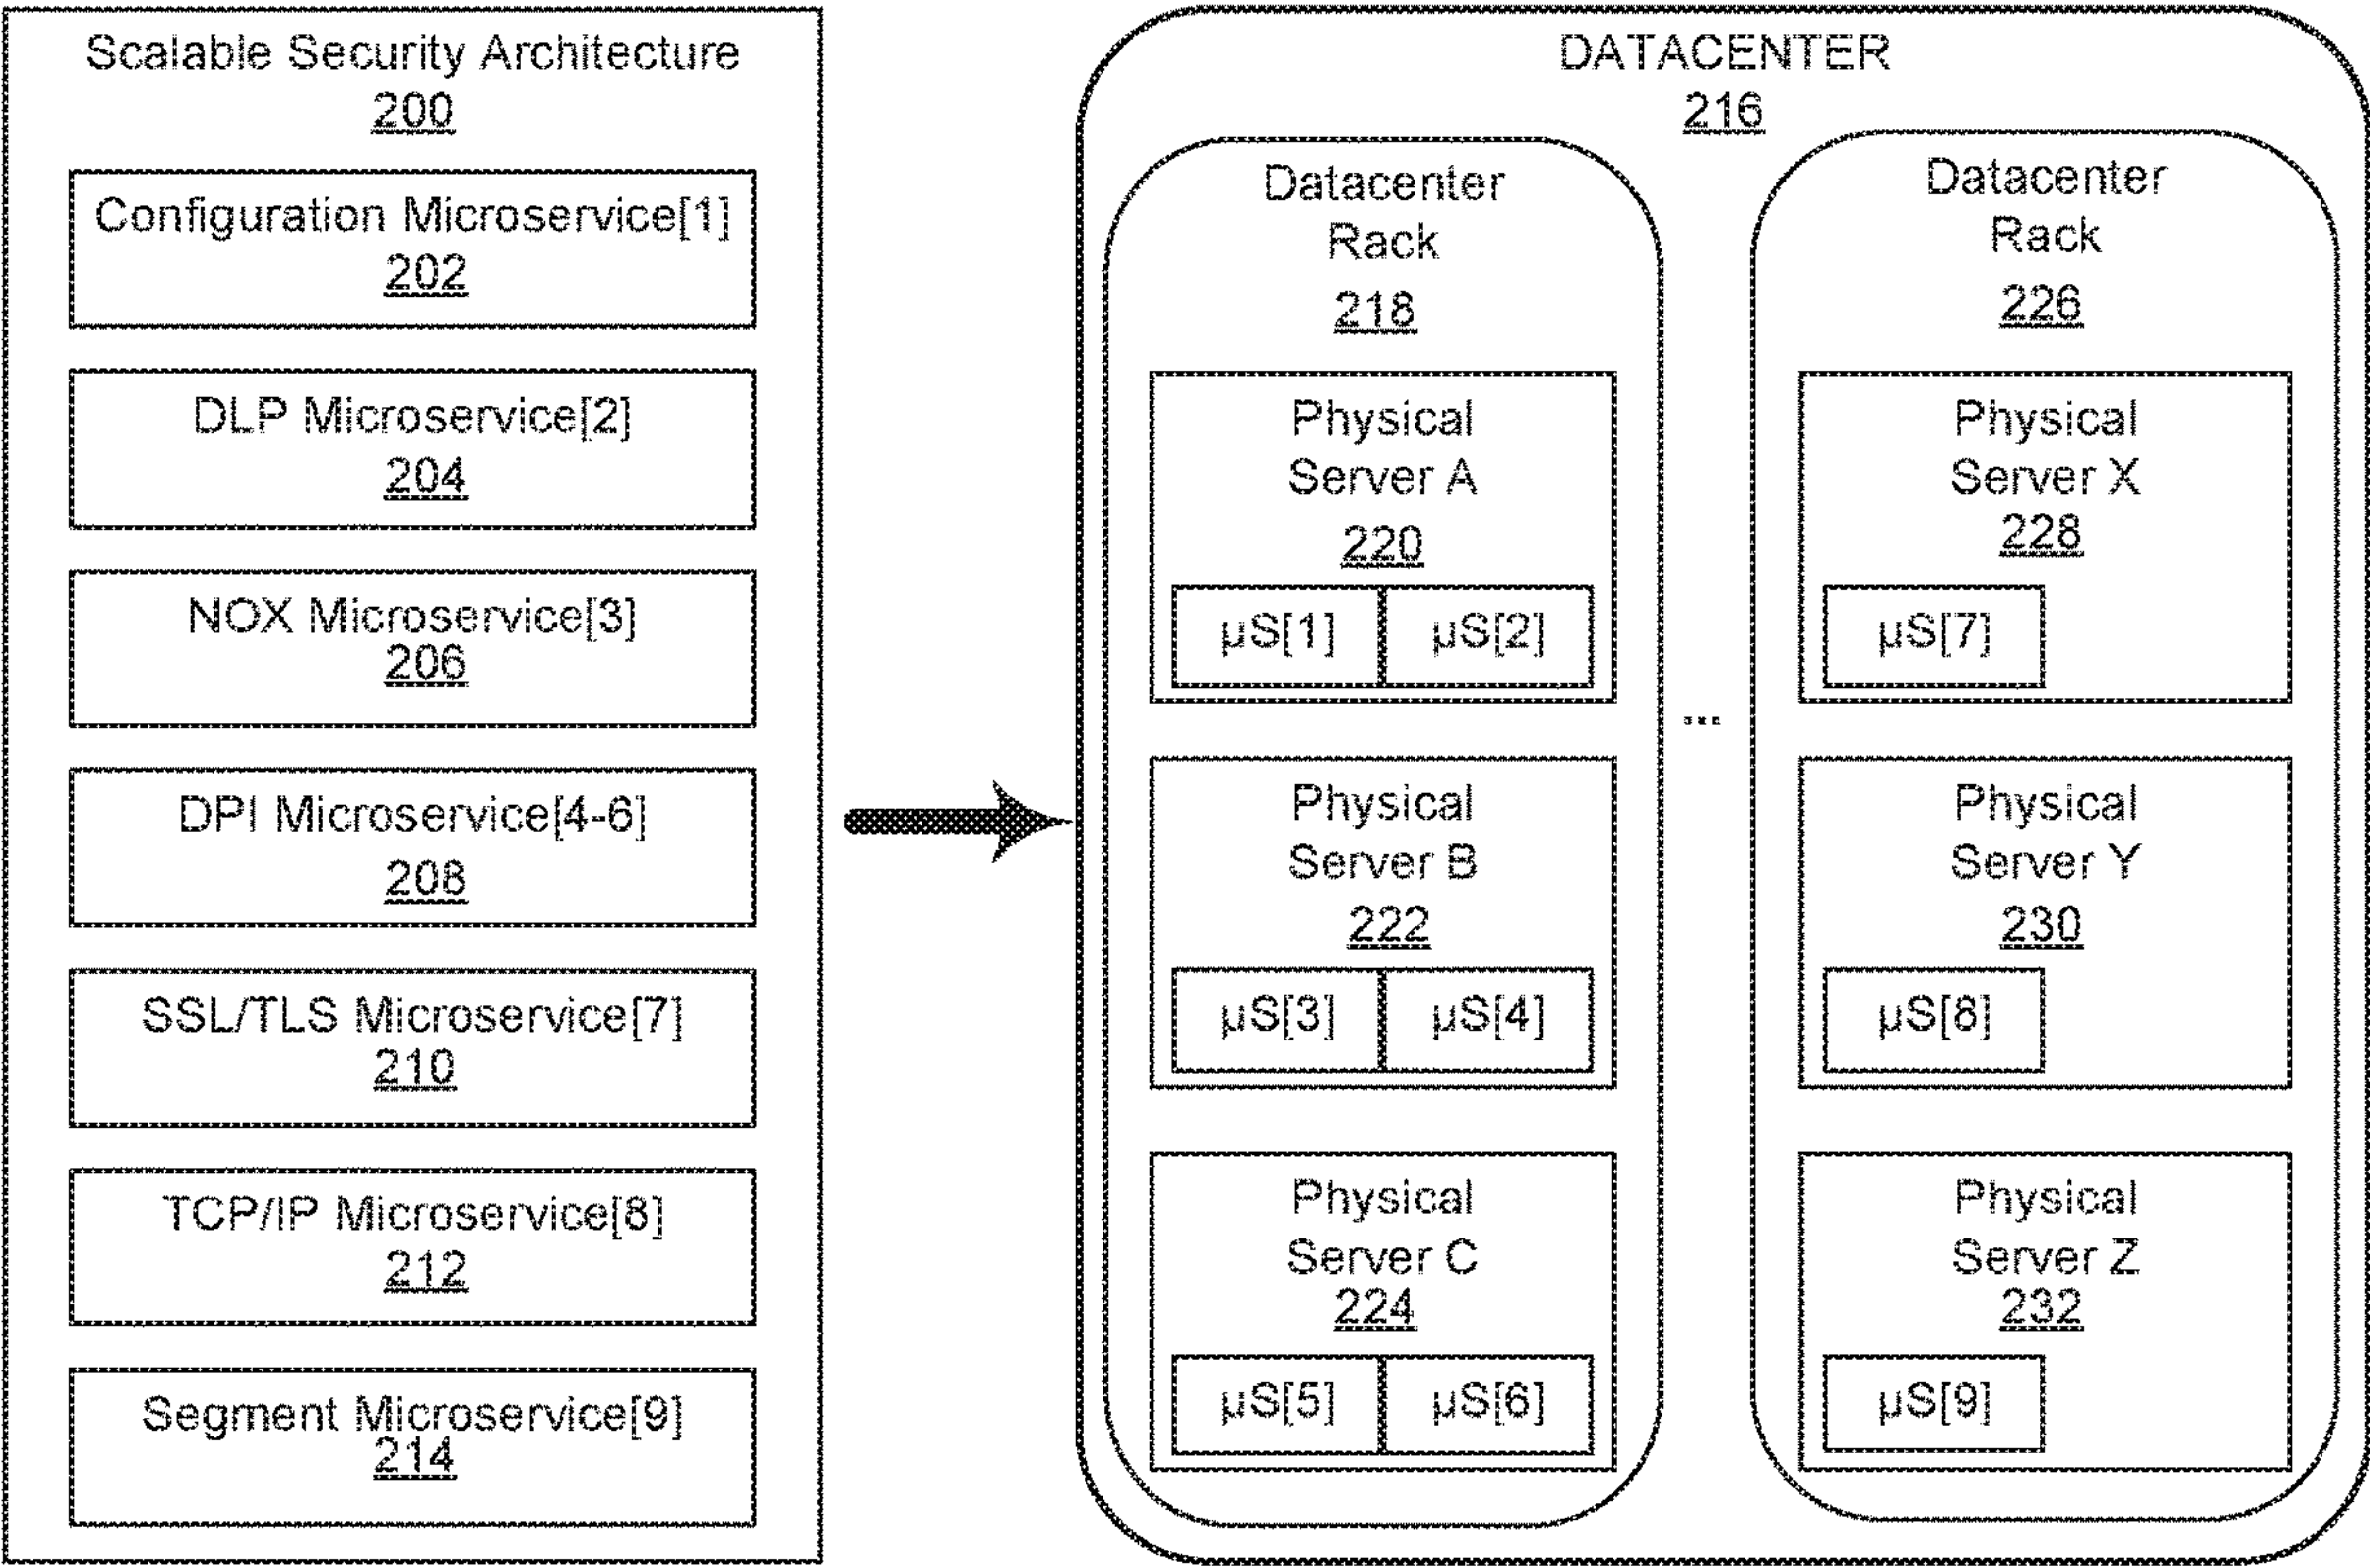 Scalable Security Architecture
200
Configuration Microservice[1]
202
DLP Microservice[2]
204
NOX Microservice[3]
206
DPI Microservice[4-6]
208
SSL/TLS Microservice[7]
210
TCP/IP Microservice[8]
212
Segment Microservice[9]
214
DATACENTER
216
Datacenter
Rack
218
Physical
Server A
220
µS[1] µS[2]
Physical
Server B
222
µS[3] µS[4]
Physical
Server C
224
µS[5] µS[6]
...
Datacenter
Rack
226
Physical
Server X
228
µS[7]
Physical
Server Y
230
µS[8]
Physical
Server Z
232
µS[9]